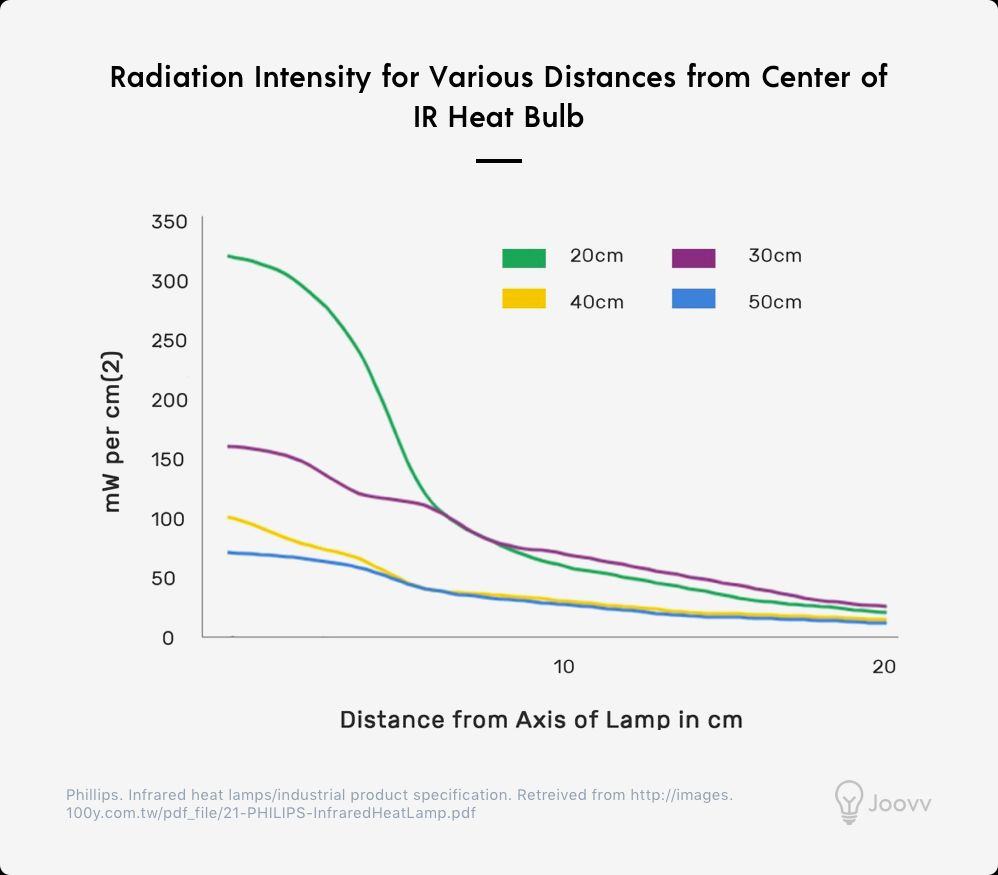 Radiation Intensity for Various Distances from Center of
IR Heat Bulb
350
300
250
200
150
100
50
0
mW per cm(2)
20cm
30cm
40cm
50cm
10
20
Distance from Axis of Lamp in cm
Phillips. Infrared heat lamps/industrial product specification. Retreived from http://images.
100y.com.tw/pdf_file/21-PHILIPS-InfraredHeatLamp.pdf
Joovv